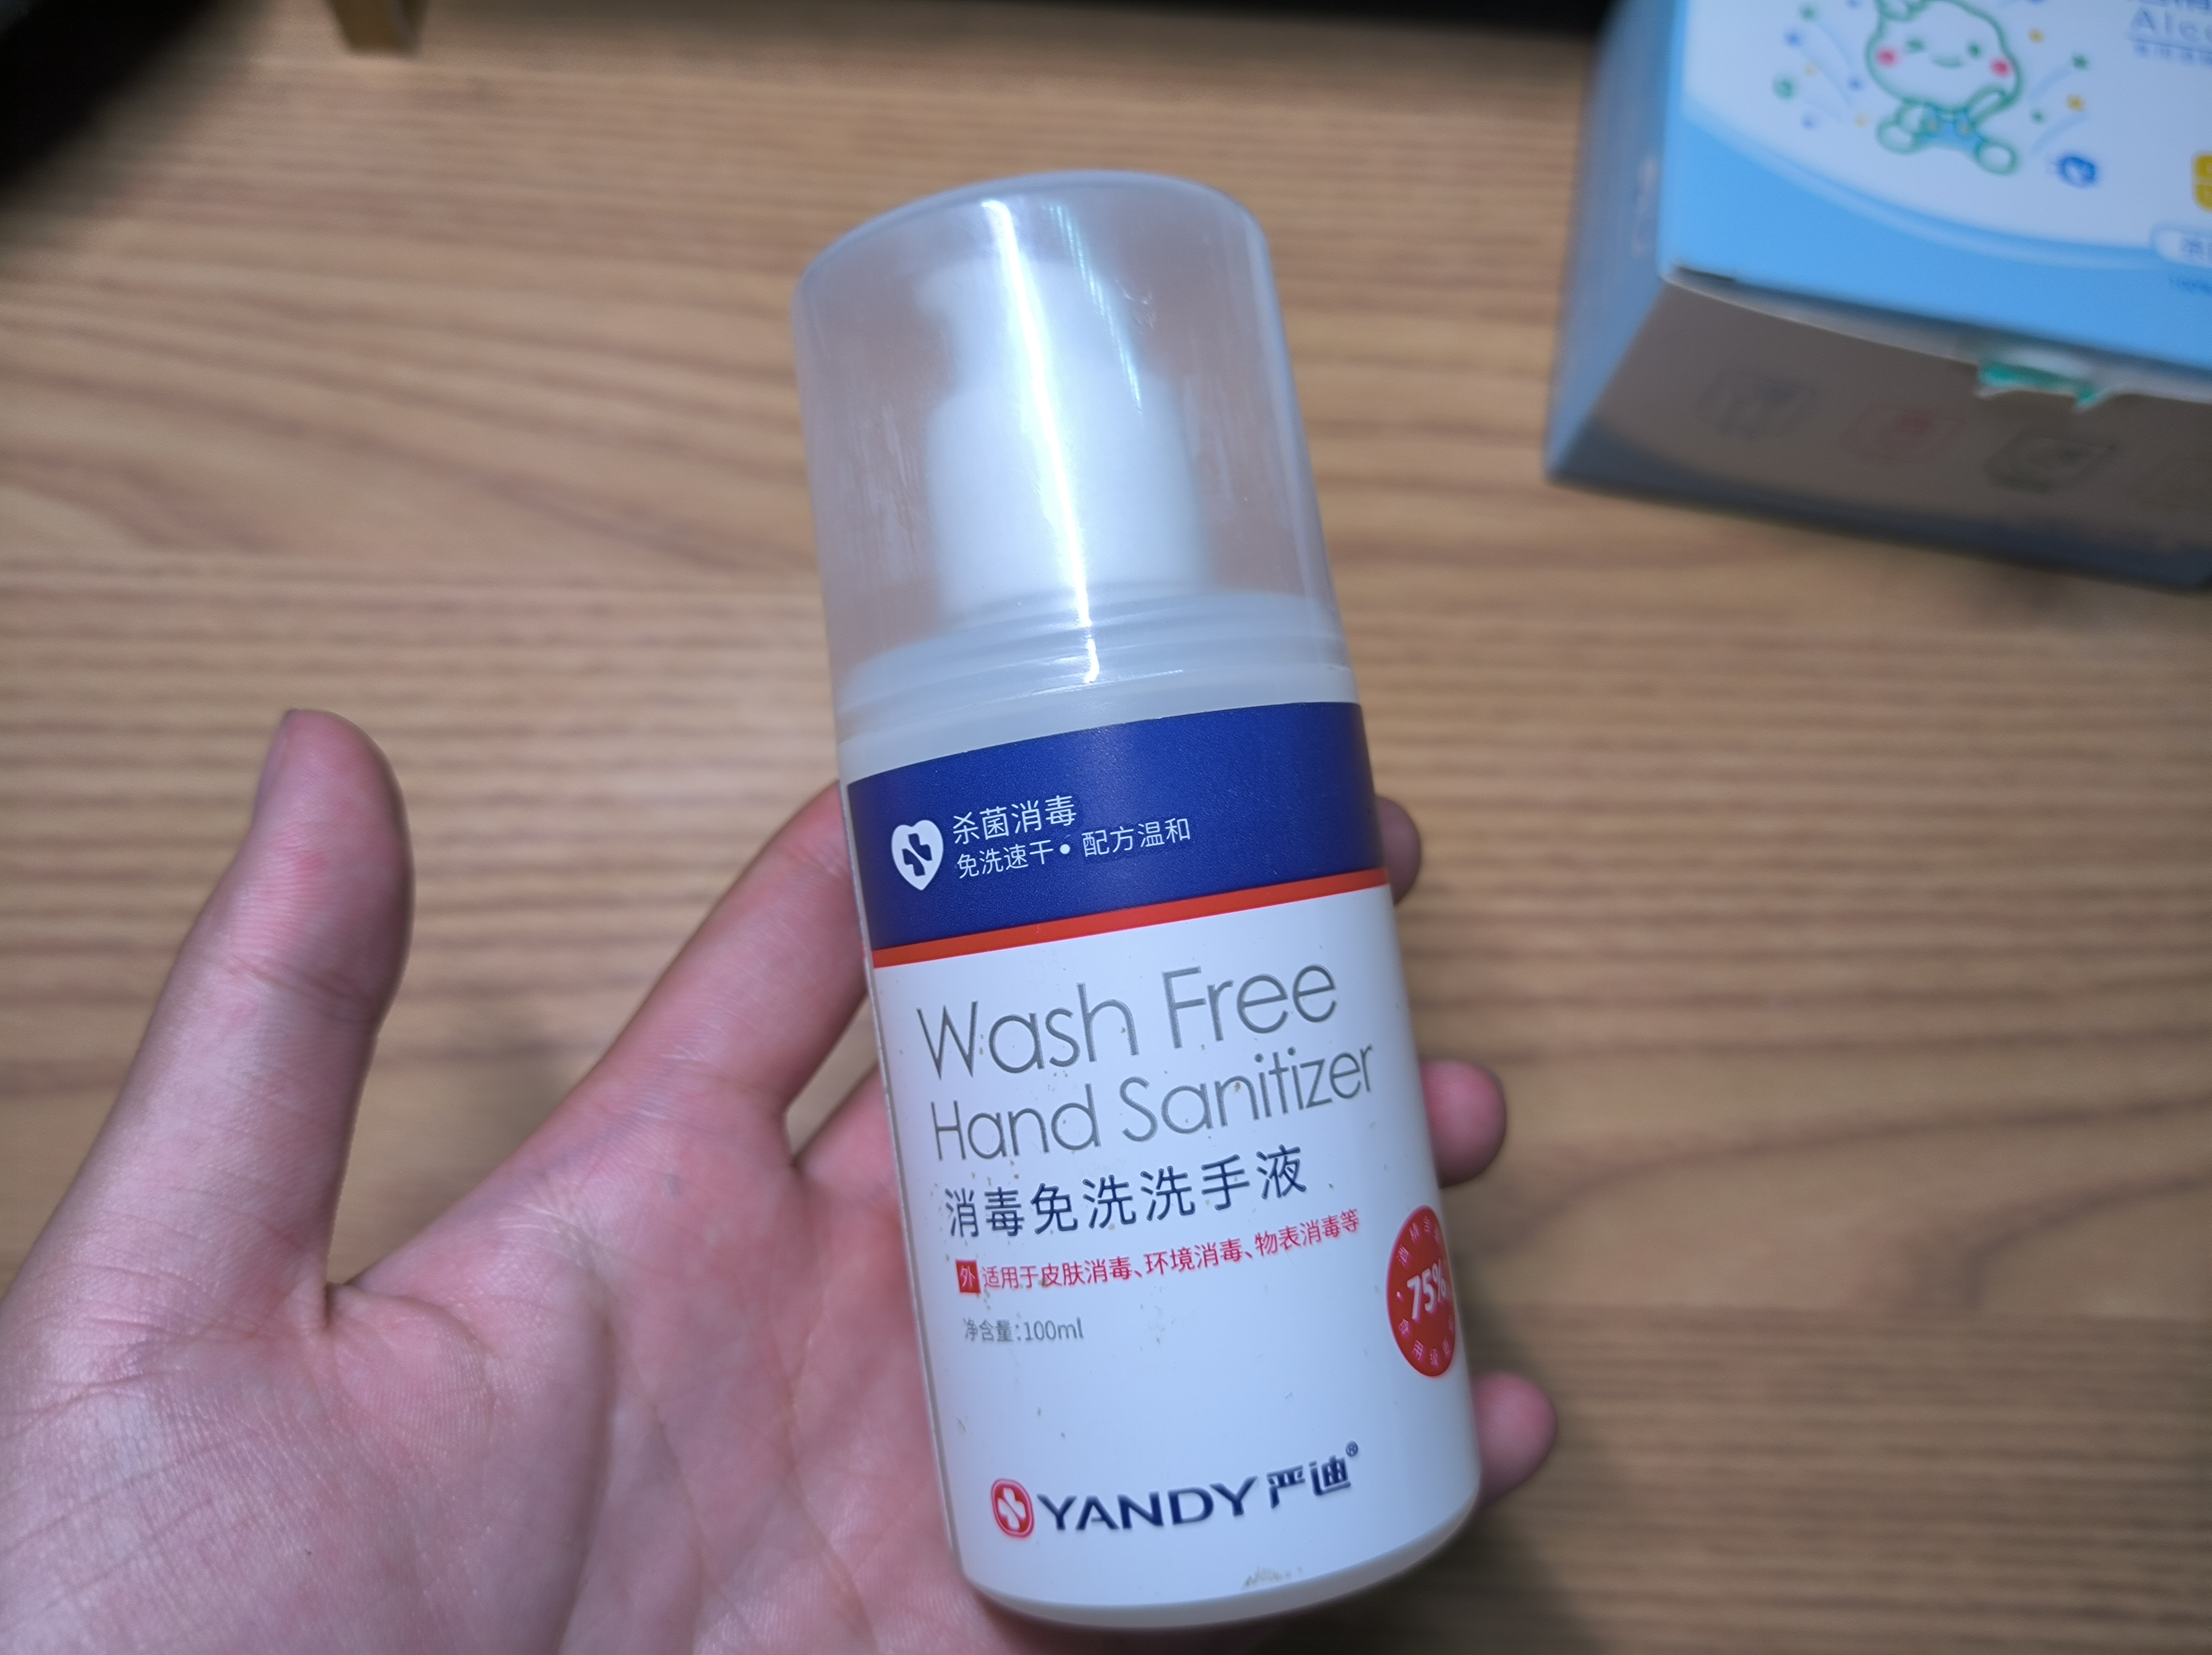 Alc
杀菌消毒
免洗速干•配方温和
Wash Free
Hand Sanitizer
消毒免洗洗手液
外 适用于皮肤消毒、环境消毒、物表消毒等
75%
净含量:100ml
YANDY 严迪®